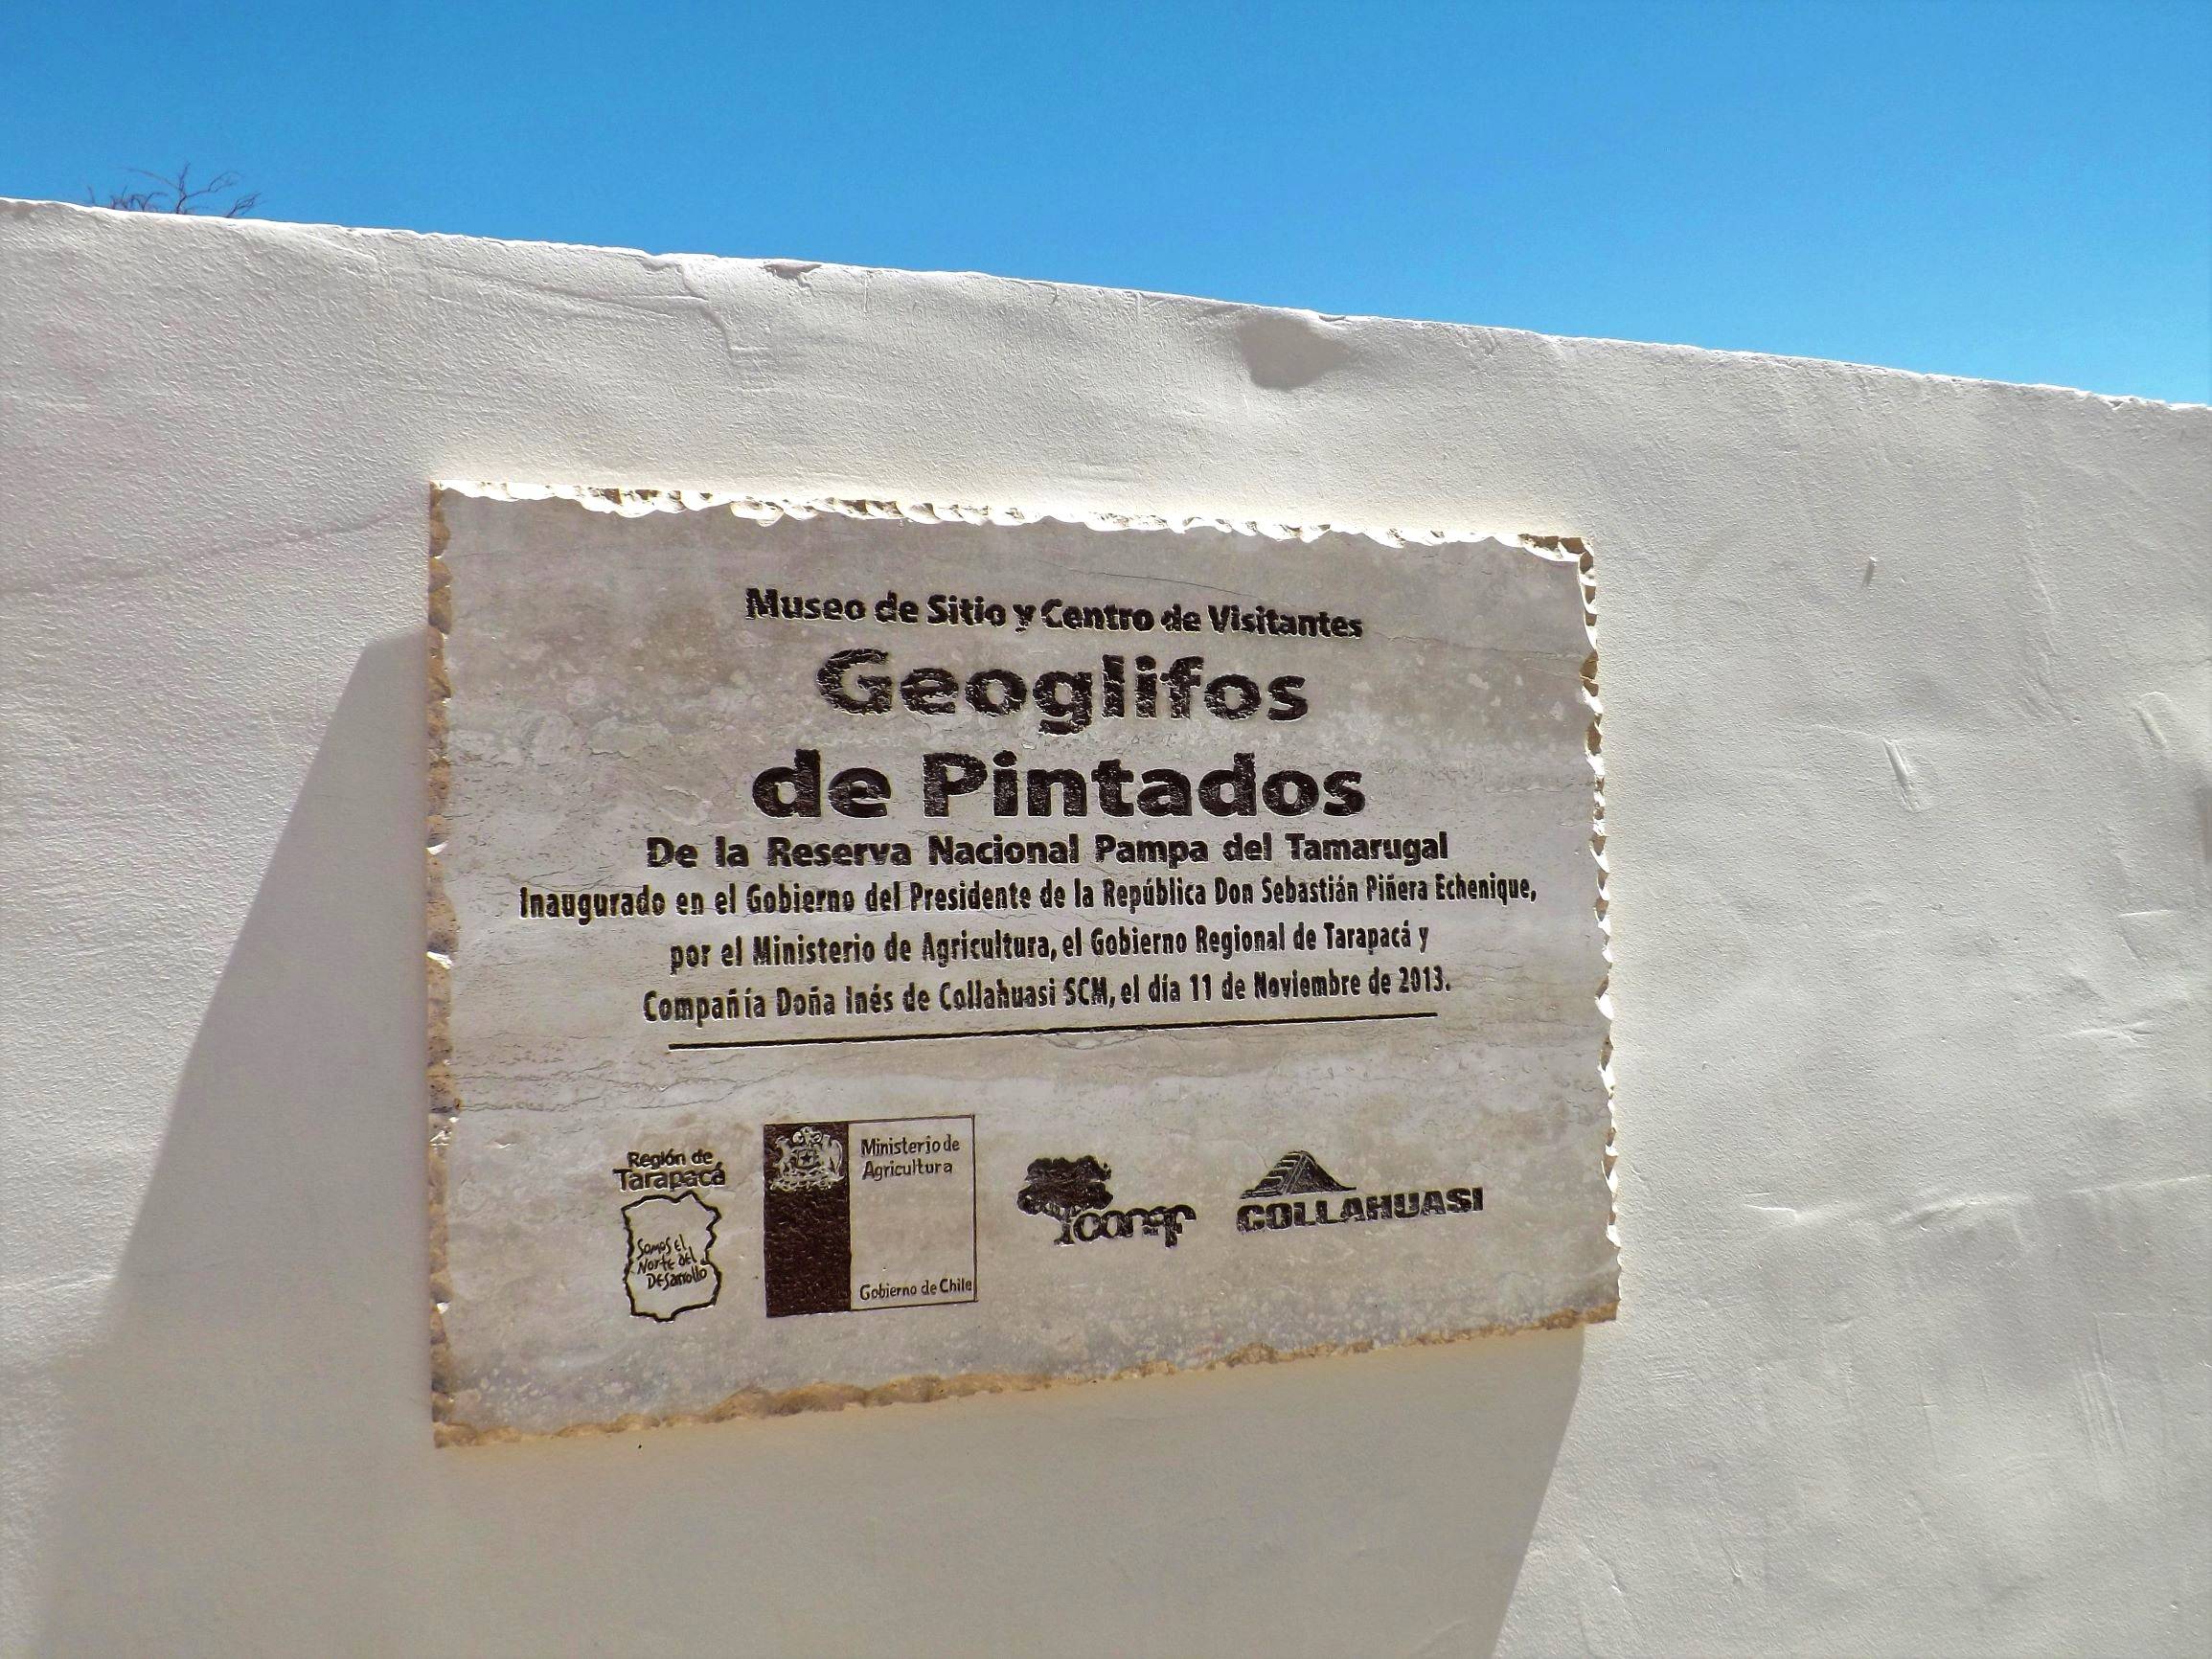 Museo de Sitio y Centro de Visitantes
Geoglifos
de Pintados
De la Reserva Nacional Pampa del Tamarugal
Inaugurado en el Gobierno del Presidente de la República Don Sebastián Piñera Echenique,
por el Ministerio de Agricultura, el Gobierno Regional de Tarapacá y
Compañía Doña Inés de Collahuasi SCM, el día 11 de Noviembre de 2013.
Región de
Tarapacá
Somos el
Norte del
Desarrollo
Ministerio de
Agricultura
Gobierno de Chile
conaf
COLLAHUASI